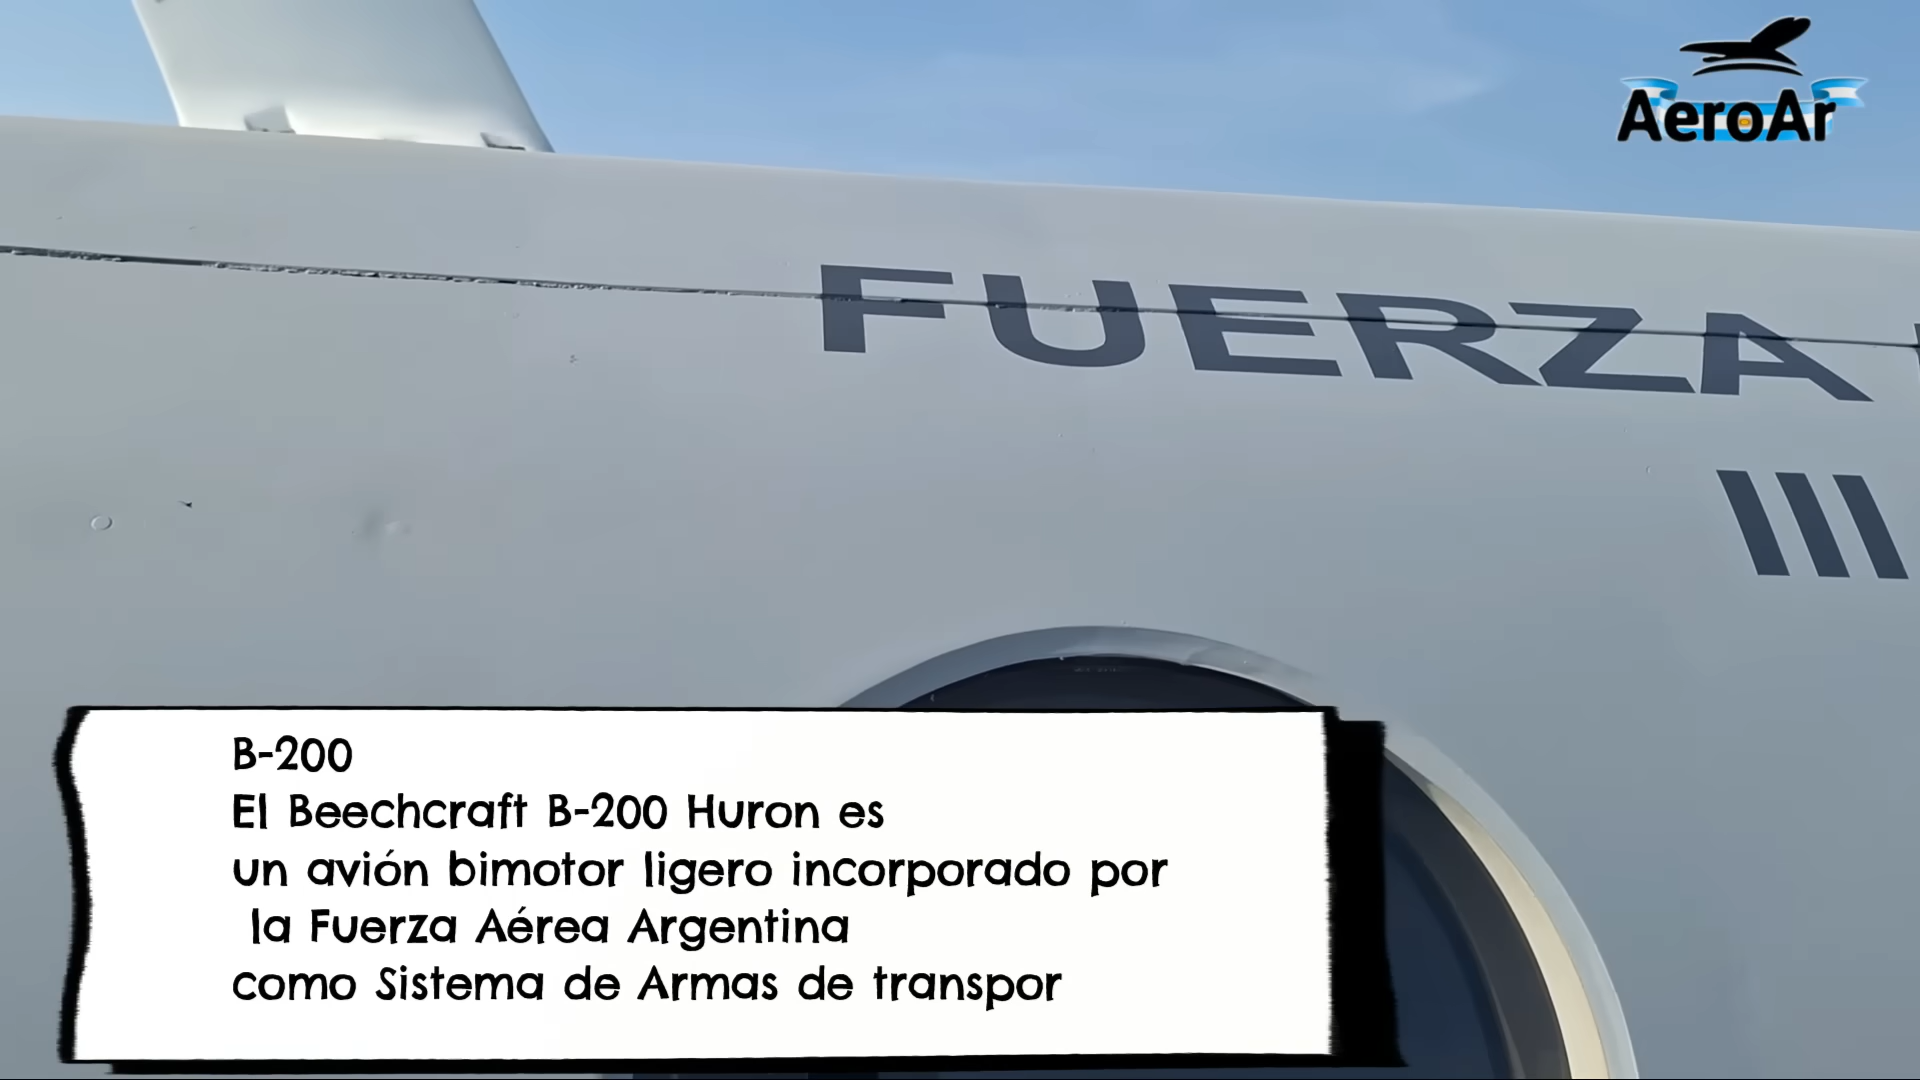 AeroAr
FUERZA
III
B-200
El Beechcraft B-200 Huron es
un avión bimotor ligero incorporado por
la Fuerza Aérea Argentina
como Sistema de Armas de transpor